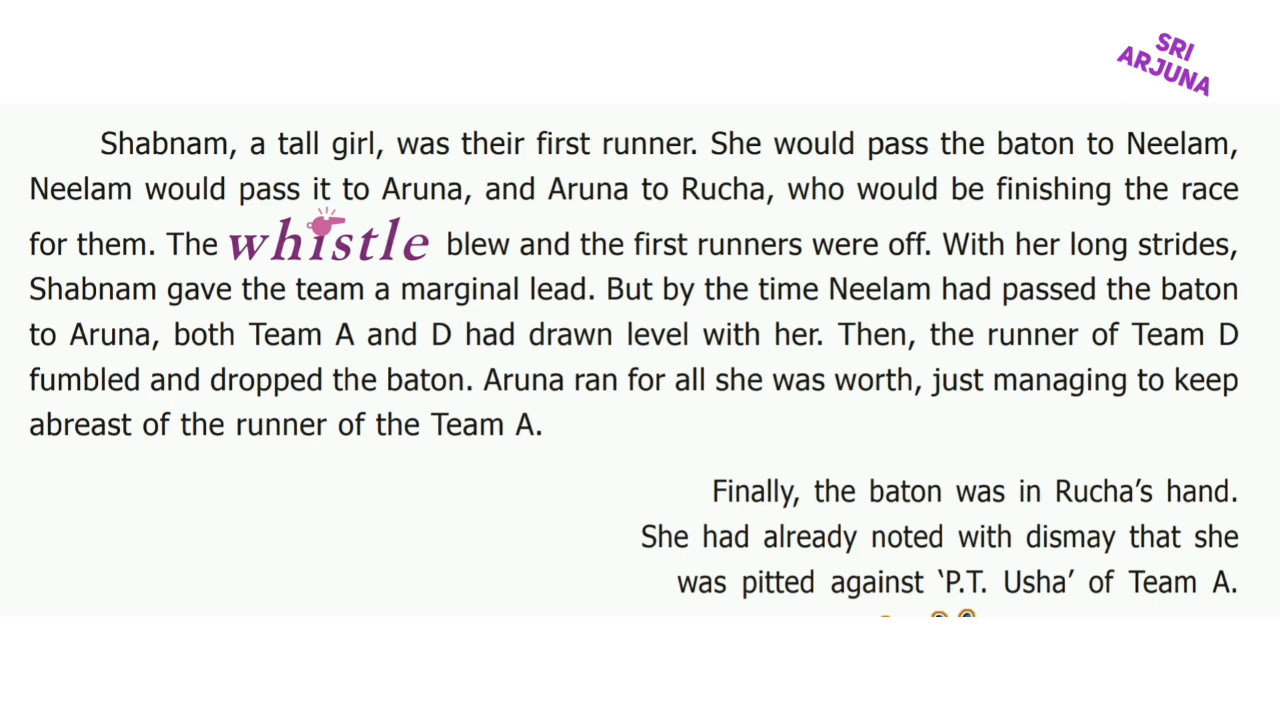 SRI
ARJUNA
Shabnam, a tall girl, was their first runner. She would pass the baton to Neelam,
Neelam would pass it to Aruna, and Aruna to Rucha, who would be finishing the race
for them. The whistle blew and the first runners were off. With her long strides,
Shabnam gave the team a marginal lead. But by the time Neelam had passed the baton
to Aruna, both Team A and D had drawn level with her. Then, the runner of Team D
fumbled and dropped the baton. Aruna ran for all she was worth, just managing to keep
abreast of the runner of the Team A.
Finally, the baton was in Rucha's hand.
She had already noted with dismay that she
was pitted against ‘P.T. Usha’ of Team A.